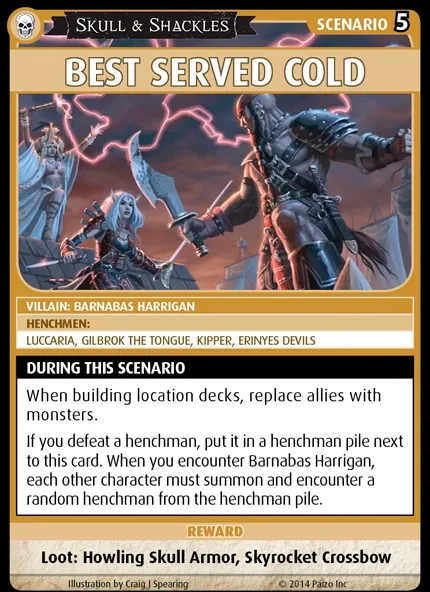 SKULL & SHACKLES
SCENARIO 5
BEST SERVED COLD
VILLAIN: BARNABAS HARRIGAN
HENCHMEN:
LUCCARIA, GILBROK THE TONGUE, KIPPER, ERINYES DEVILS
DURING THIS SCENARIO
When building location decks, replace allies with
monsters.
If you defeat a henchman, put it in a henchman pile next
to this card. When you encounter Barnabas Harrigan,
each other character must summon and encounter a
random henchman from the henchman pile.
REWARD
Loot: Howling Skull Armor, Skyrocket Crossbow
Illustration by Craig J Spearing
© 2014 Paizo Inc